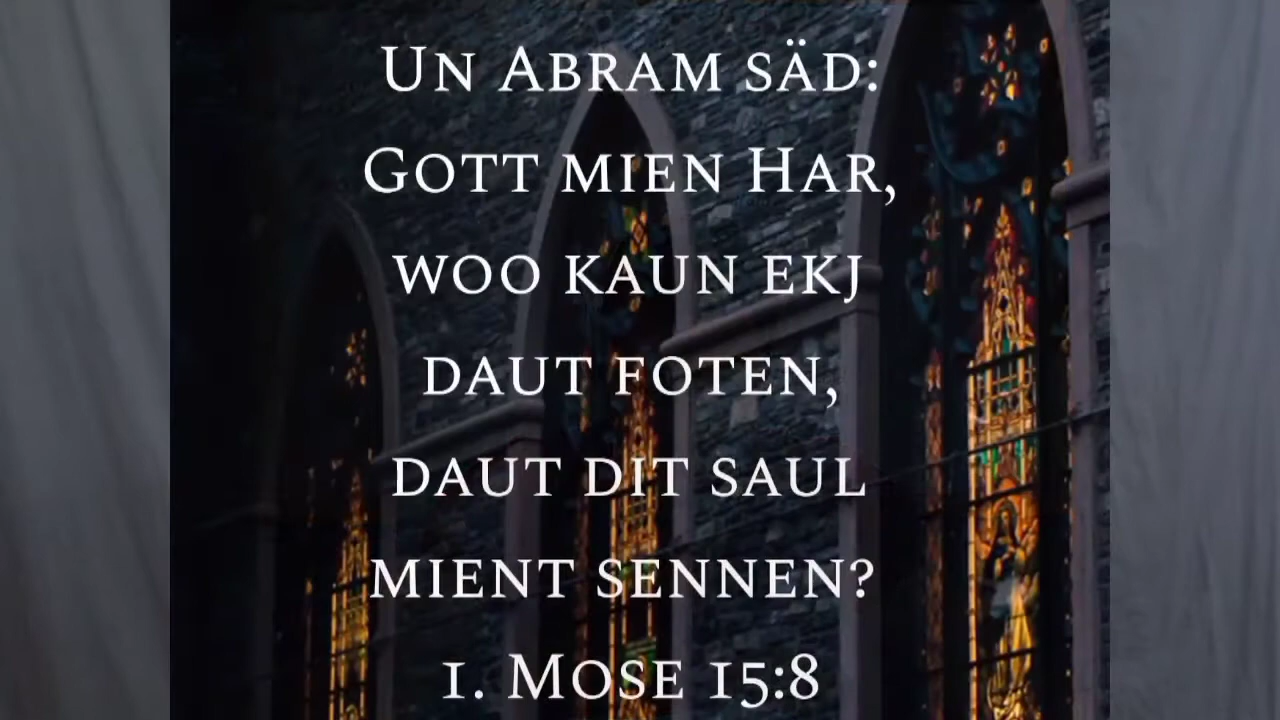 Un Abram säd:
Gott mien Har,
woo kaun ekj
daut foten,
daut dit saul
mient sennen?
1. Mose 15:8